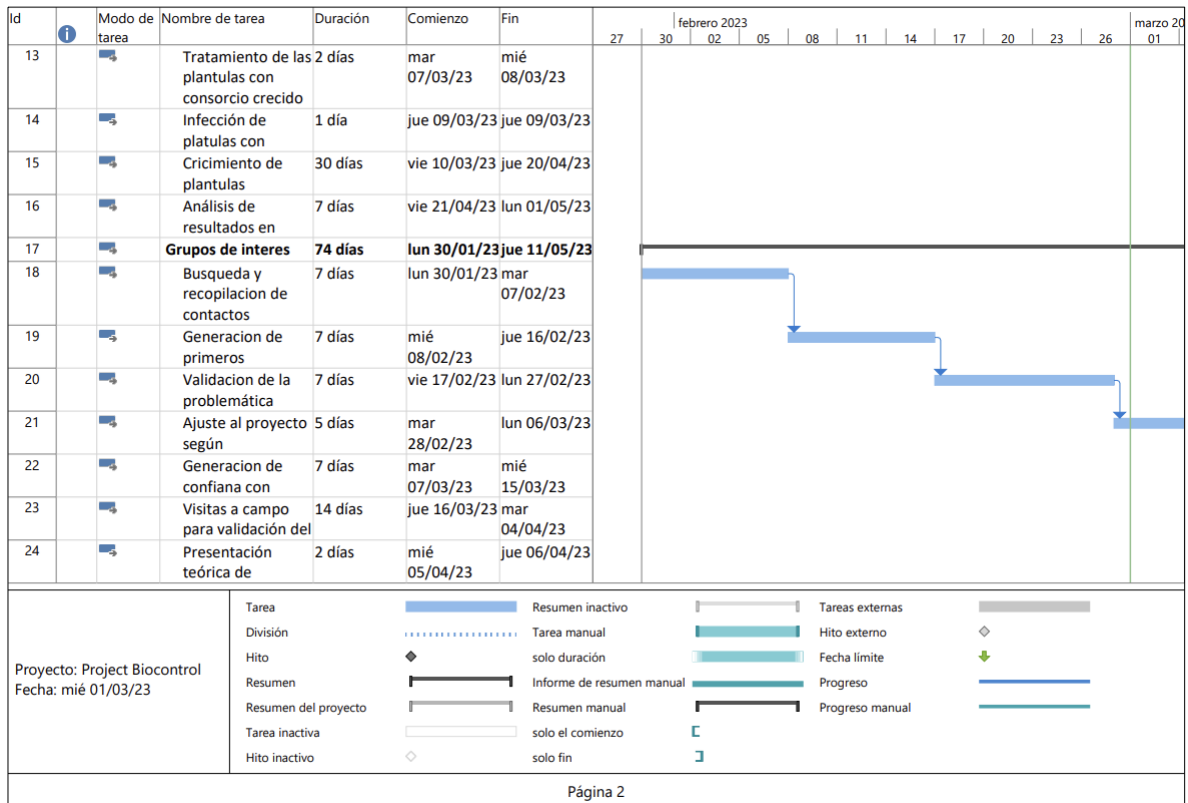 Id Modo de tarea Nombre de tarea Duración Comienzo Fin
febrero 2023 marzo 20
27 30 02 05 08 11 14 17 20 23 26 01
13 Tratamiento de las 2 días mar mié
plantulas con 07/03/23 08/03/23
consorcio crecido
14 Infección de 1 día jue 09/03/23 jue 09/03/23
platulas con
15 Cricimiento de 30 días vie 10/03/23 jue 20/04/23
plantulas
16 Análisis de 7 días vie 21/04/23 lun 01/05/23
resultados en
17 Grupos de interes 74 días lun 30/01/23 jue 11/05/23
18 Busqueda y 7 días lun 30/01/23 mar
recopilacion de 07/02/23
contactos
19 Generacion de 7 días mié jue 16/02/23
primeros 08/02/23
20 Validacion de la 7 días vie 17/02/23 lun 27/02/23
problemática
21 Ajuste al proyecto 5 días mar lun 06/03/23
según 28/02/23
22 Generacion de 7 días mar mié
confiana con 07/03/23 15/03/23
23 Visitas a campo 14 días jue 16/03/23 mar
para validación del 04/04/23
24 Presentación 2 días mié jue 06/04/23
teórica de 05/04/23
Proyecto: Project Biocontrol
Fecha: mié 01/03/23
Tarea Resumen inactivo Tareas externas
División Tarea manual Hito externo
Hito solo duración Fecha límite
Resumen Informe de resumen manual Progreso
Resumen del proyecto Resumen manual Progreso manual
Tarea inactiva solo el comienzo
Hito inactivo solo fin
Página 2